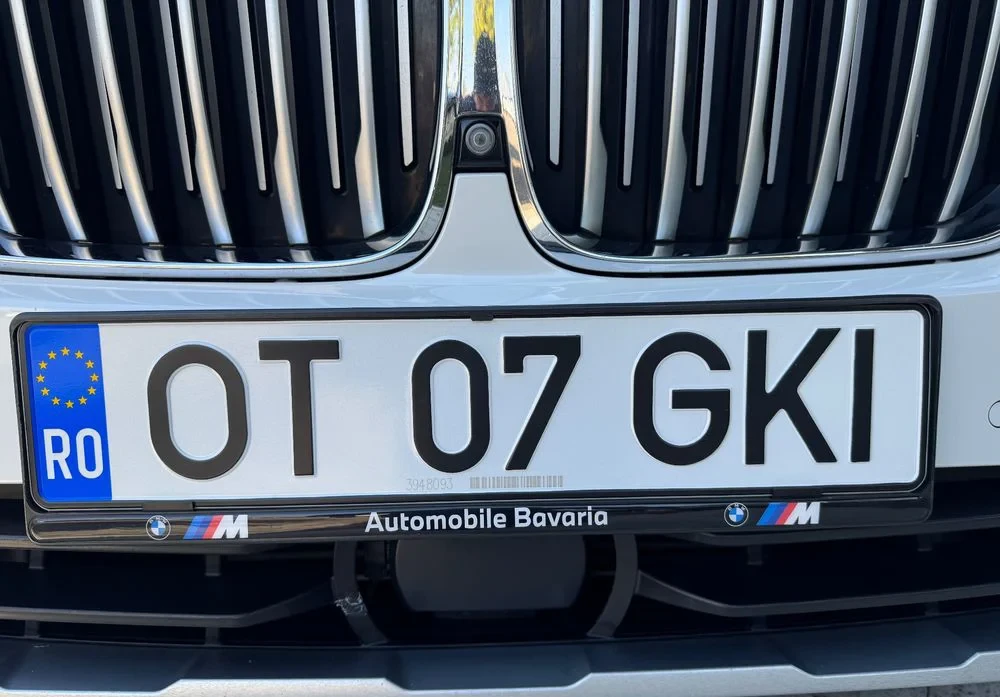 OT 07 GKI
RO
3948093
M Automobile Bavaria M